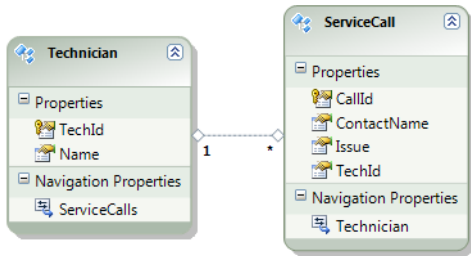 Technician
Properties
TechId
Name
Navigation Properties
ServiceCalls
1
*
ServiceCall
Properties
CallId
ContactName
Issue
TechId
Navigation Properties
Technician